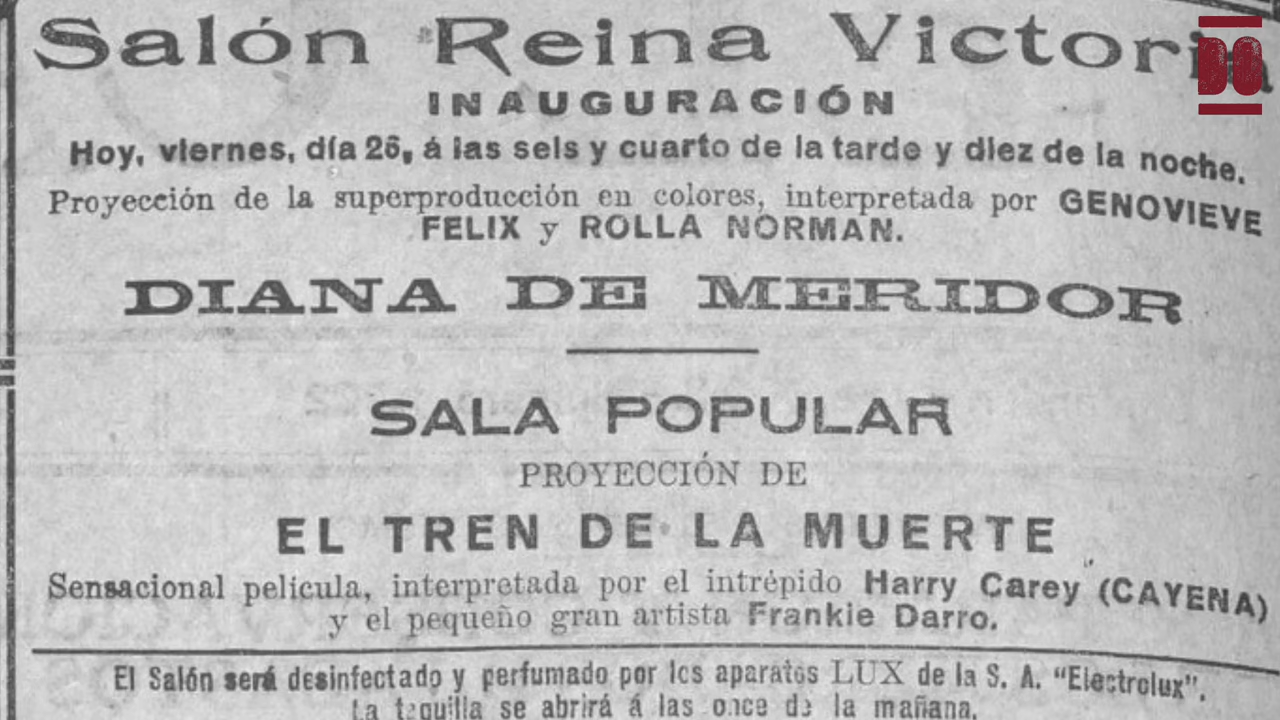 Salón Reina Victoria
DO
INAUGURACIÓN
Hoy, viernes, día 26, á las seis y cuarto de la tarde y diez de la noche.
Proyección de la superproducción en colores, interpretada por GENOVIEVE
FELIX y ROLLA NORMAN.
DIANA DE MERIDOR
SALA POPULAR
PROYECCIÓN DE
EL TREN DE LA MUERTE
Sensacional película, interpretada por el intrépido Harry Carey (CAYENA)
y el pequeño gran artista Frankie Darro.
El Salón será desinfectado y perfumado por los aparatos LUX de la S. A. "Electrolux".
La taquilla se abrirá á las once de la mañana.